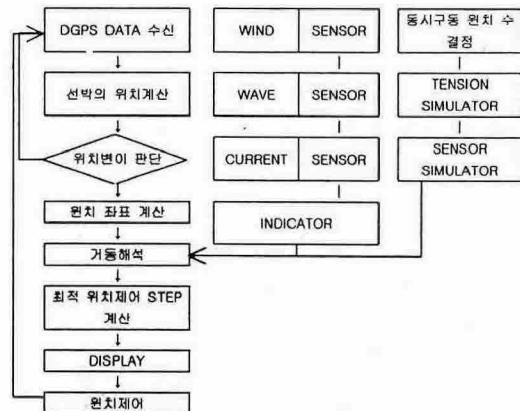 DGPS DATA 수신
선박의 위치계산
위치변이 판단
윈치 좌표 계산
거동해석
최적 위치제어 STEP
계산
DISPLAY
윈치제어
WIND SENSOR
WAVE SENSOR
CURRENT SENSOR
INDICATOR
동시구동 윈치 수
결정
TENSION
SIMULATOR
SENSOR
SIMULATOR